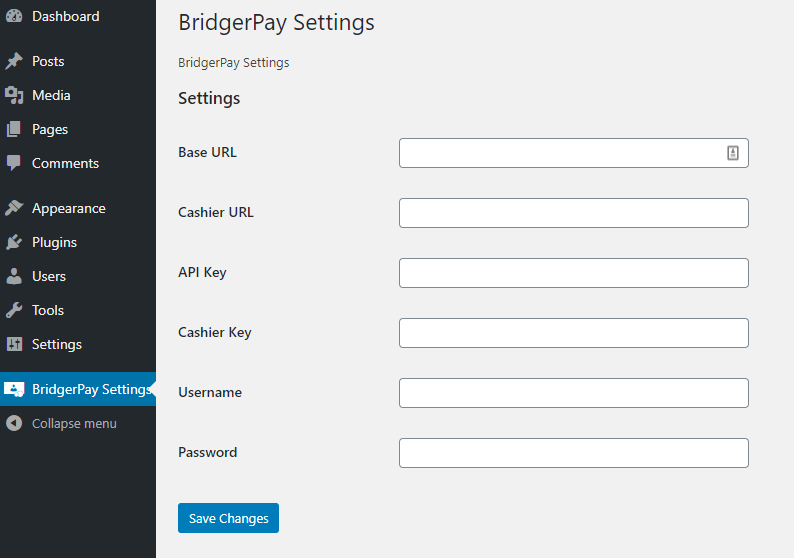 Dashboard
Posts
Media
Pages
Comments
Appearance
Plugins
Users
Tools
Settings
BridgerPay Settings
Collapse menu
BridgerPay Settings
BridgerPay Settings
Settings
Base URL
Cashier URL
API Key
Cashier Key
Username
Password
Save Changes